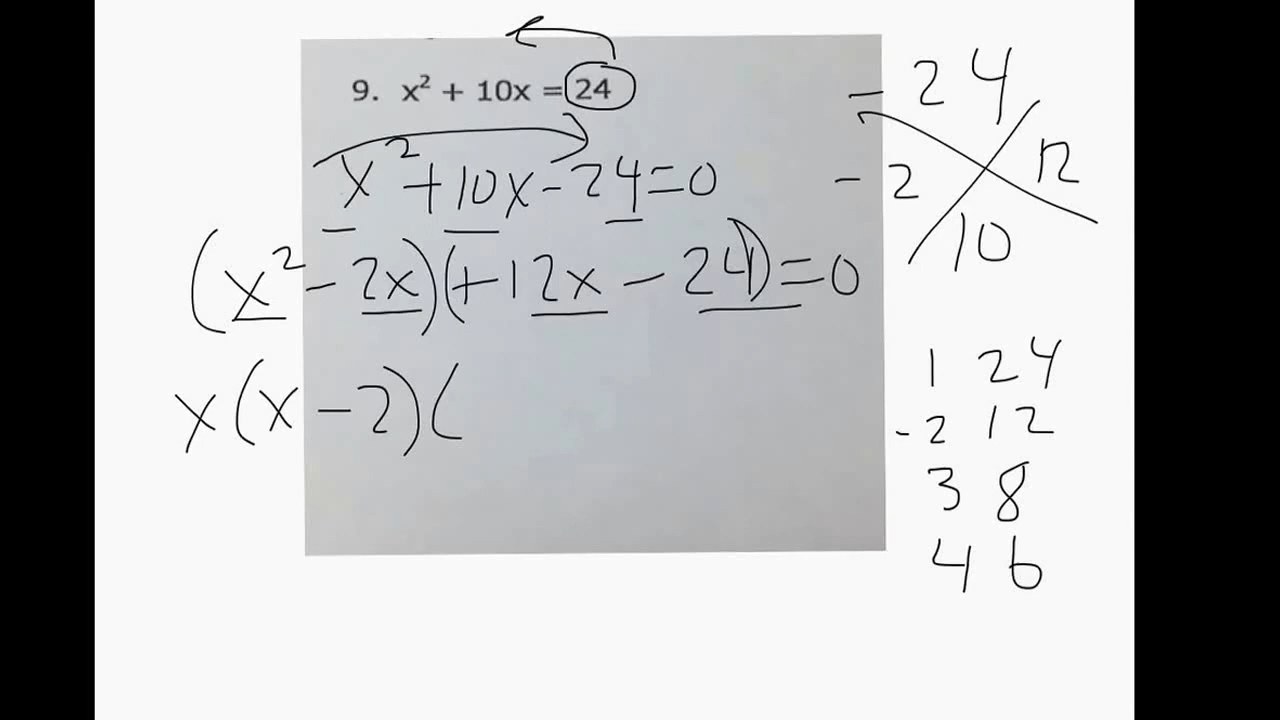 9. x² + 10x = 24
x² + 10x - 24 = 0
(x² - 2x)(+12x - 24) = 0
x(x - 2)(
- 24
- 2 12
10
1 24
- 2 12
3 8
4 6